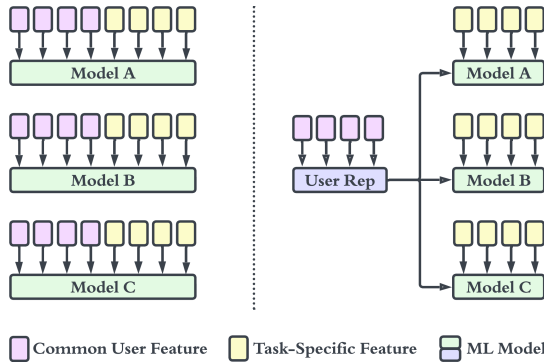 Model A
Model B
Model C
User Rep
Model A
Model B
Model C
Common User Feature
Task-Specific Feature
ML Model